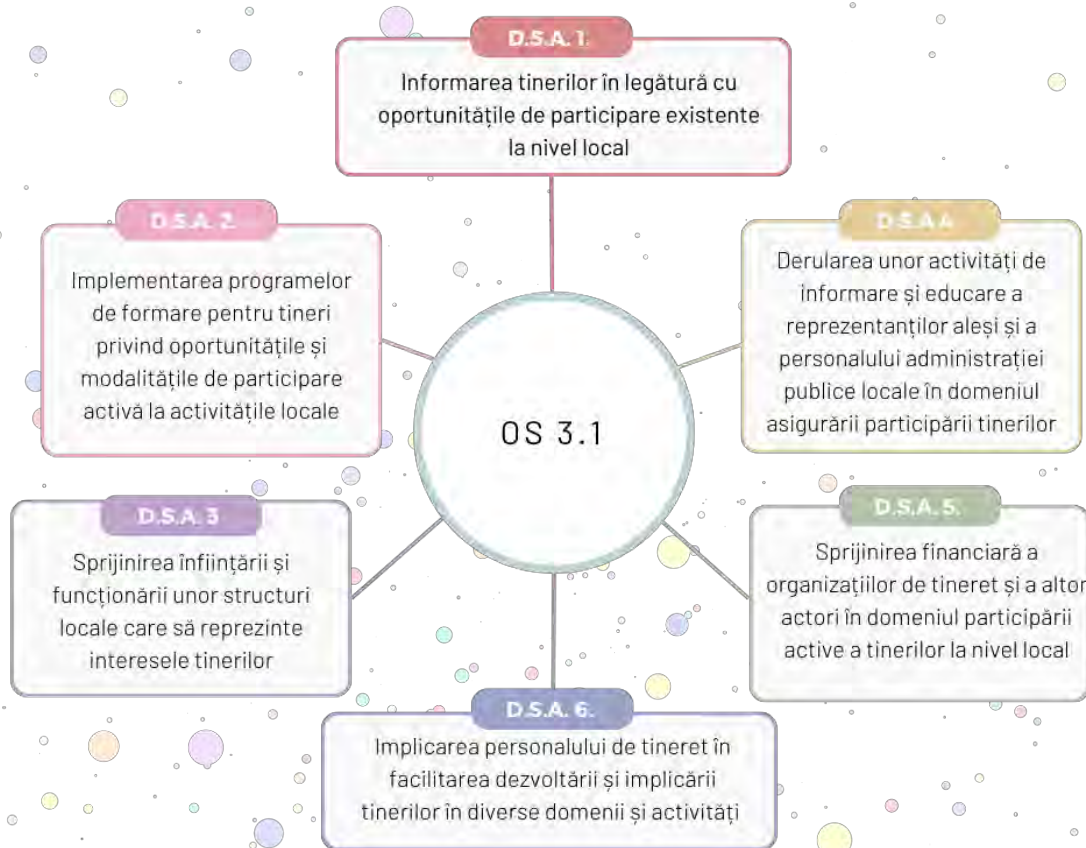 D.S.A. 1.
Informarea tinerilor în legătură cu
oportunitățile de participare existente
la nivel local
D.S.A. 2.
Implementarea programelor
de formare pentru tineri
privind oportunitățile și
modalitățile de participare
activă la activitățile locale
D.S.A. 3
Sprijinirea înființării și
funcționării unor structuri
locale care să reprezinte
interesele tinerilor
OS 3.1
D.S.A 4.
Derularea unor activități de
informare și educare a
reprezentanților aleși și a
personalului administrației
publice locale în domeniul
asigurării participării tinerilor
D.S.A. 5.
Sprijinirea financiară a
organizațiilor de tineret și a altor
actori în domeniul participării
active a tinerilor la nivel local
D.S.A. 6.
Implicarea personalului de tineret în
facilitarea dezvoltării și implicării
tinerilor în diverse domenii și activități